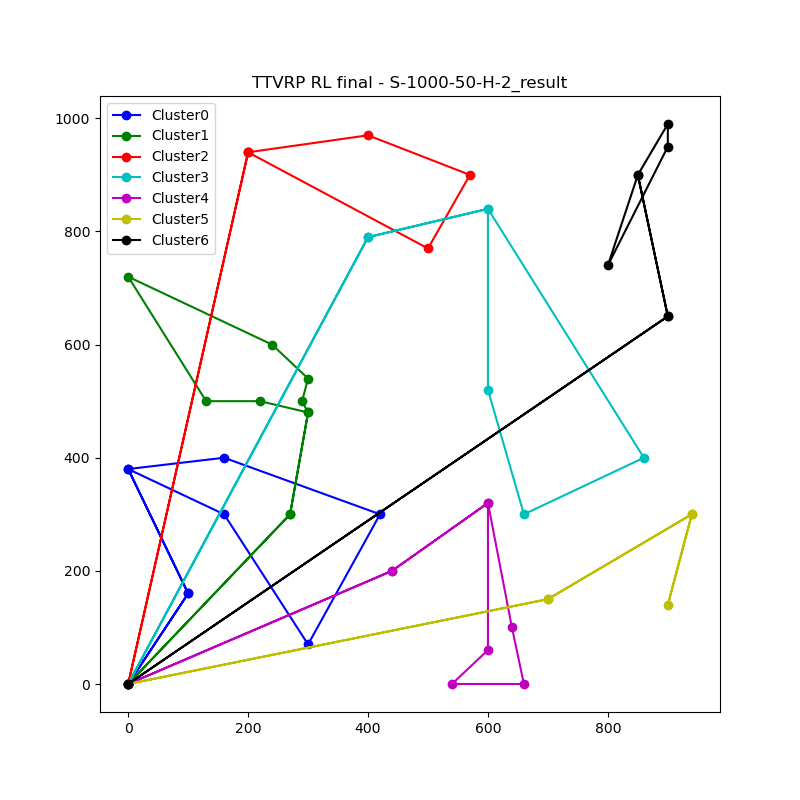 TTVRP RL final - S-1000-50-H-2_result
1000
800
600
400
200
0
Cluster0
Cluster1
Cluster2
Cluster3
Cluster4
Cluster5
Cluster6
0 200 400 600 800